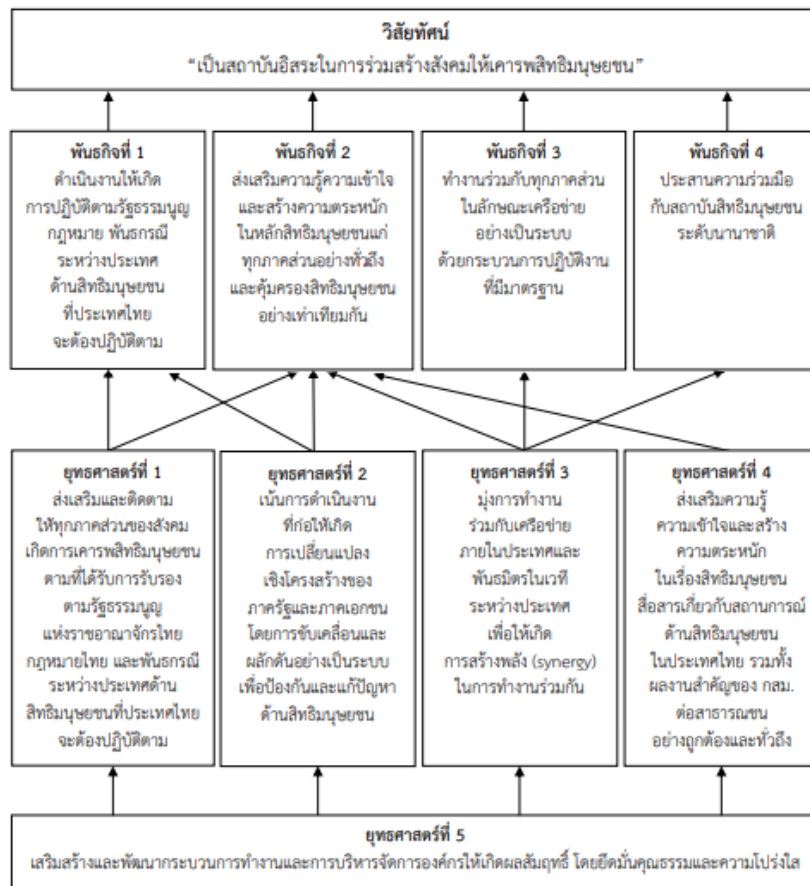 วิสัยทัศน์
“เป็นสถาบันอิสระในการร่วมสร้างสังคมให้เคารพสิทธิมนุษยชน”
พันธกิจที่ 1
ดำเนินงานให้เกิด
การปฏิบัติตามรัฐธรรมนูญ
กฎหมาย พันธกรณี
ระหว่างประเทศ
ด้านสิทธิมนุษยชน
ที่ประเทศไทย
จะต้องปฏิบัติตาม
พันธกิจที่ 2
ส่งเสริมความรู้ความเข้าใจ
และสร้างความตระหนัก
ในหลักสิทธิมนุษยชนแก่
ทุกภาคส่วนอย่างทั่วถึง
และคุ้มครองสิทธิมนุษยชน
อย่างเท่าเทียมกัน
พันธกิจที่ 3
ทำงานร่วมกับทุกภาคส่วน
ในลักษณะเครือข่าย
อย่างเป็นระบบ
ด้วยกระบวนการปฏิบัติงาน
ที่มีมาตรฐาน
พันธกิจที่ 4
ประสานความร่วมมือ
กับสถาบันสิทธิมนุษยชน
ระดับนานาชาติ
ยุทธศาสตร์ที่ 1
ส่งเสริมและติดตาม
ให้ทุกภาคส่วนของสังคม
เกิดการเคารพสิทธิมนุษยชน
ตามที่ได้รับการรับรอง
ตามรัฐธรรมนูญ
แห่งราชอาณาจักรไทย
กฎหมายไทย และพันธกรณี
ระหว่างประเทศด้าน
สิทธิมนุษยชนที่ประเทศไทย
จะต้องปฏิบัติตาม
ยุทธศาสตร์ที่ 2
เน้นการดำเนินงาน
ที่ก่อให้เกิด
การเปลี่ยนแปลง
เชิงโครงสร้างของ
ภาครัฐและภาคเอกชน
โดยการขับเคลื่อนและ
ผลักดันอย่างเป็นระบบ
เพื่อป้องกันและแก้ปัญหา
ด้านสิทธิมนุษยชน
ยุทธศาสตร์ที่ 3
มุ่งการทำงาน
ร่วมกับเครือข่าย
ภายในประเทศและ
พันธมิตรในเวที
ระหว่างประเทศ
เพื่อให้เกิด
การสร้างพลัง (synergy)
ในการทำงานร่วมกัน
ยุทธศาสตร์ที่ 4
ส่งเสริมความรู้
ความเข้าใจและสร้าง
ความตระหนัก
ในเรื่องสิทธิมนุษยชน
สื่อสารเกี่ยวกับสถานการณ์
ด้านสิทธิมนุษยชน
ในประเทศไทย รวมทั้ง
ผลงานสำคัญของ กสม.
ต่อสาธารณชน
อย่างถูกต้องและทั่วถึง
ยุทธศาสตร์ที่ 5
เสริมสร้างและพัฒนากระบวนการทำงานและการบริหารจัดการองค์กรให้เกิดผลสัมฤทธิ์ โดยยึดมั่นคุณธรรมและความโปร่งใส